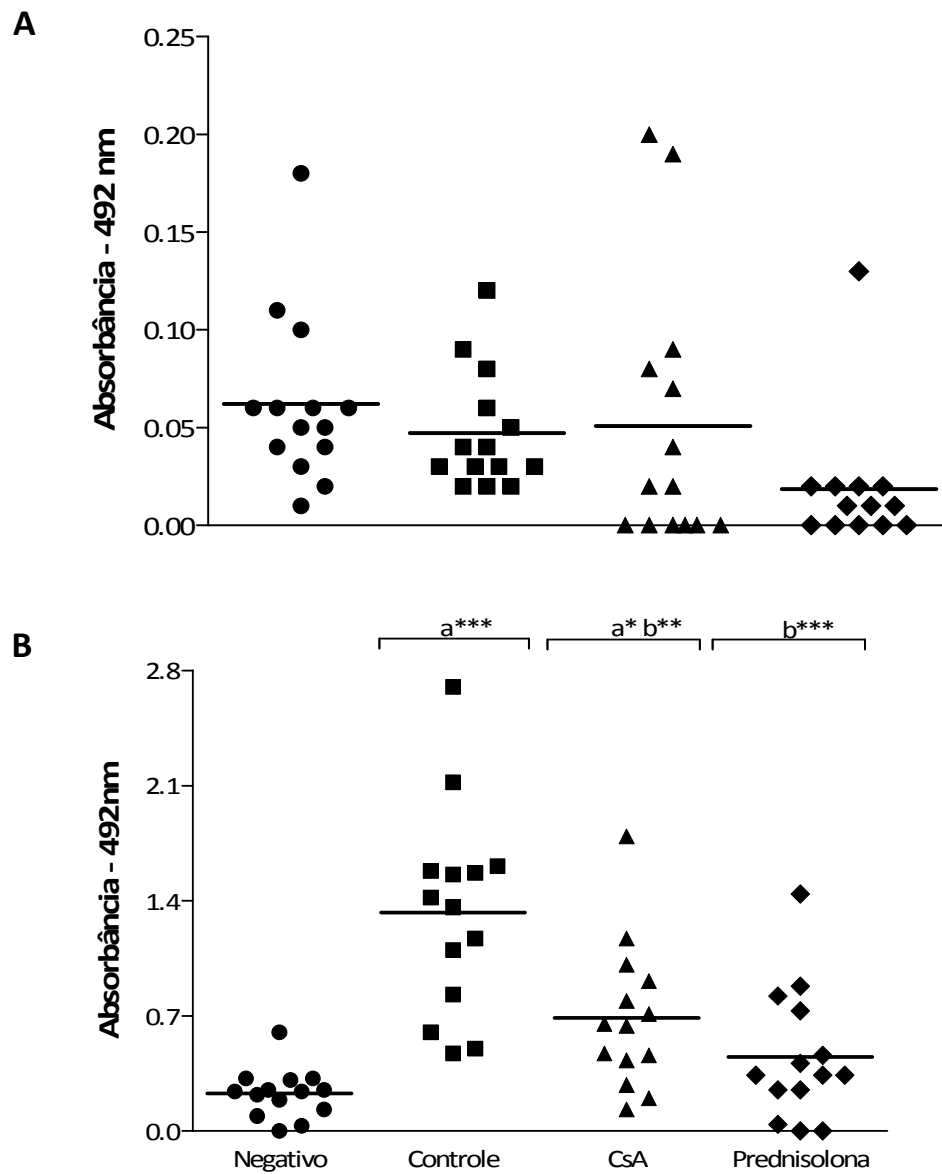 A
0.25
0.20
0.15
0.10
0.05
0.00
Absorbância - 492 nm
B
a***
a* b**
b***
2.8
2.1
1.4
0.7
0.0
Absorbância - 492nm
Negativo
Controle
CsA
Prednisolona